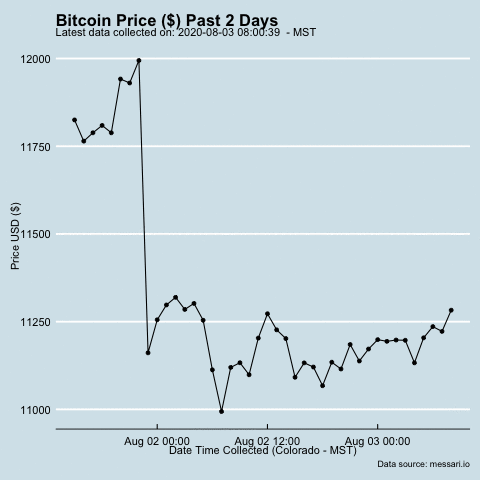 Bitcoin Price ($) Past 2 Days
Latest data collected on: 2020-08-03 08:00:39  - MST
12000
11750
11500
11250
11000
Price USD ($)
Aug 02 00:00 Aug 02 12:00 Aug 03 00:00
Date Time Collected (Colorado - MST)
Data source: messari.io